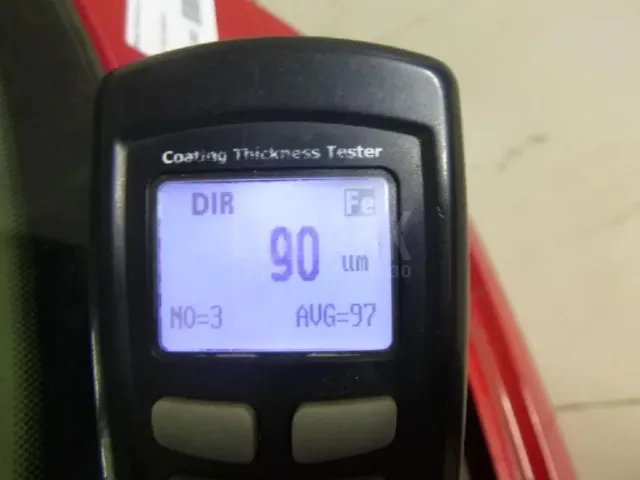 Coating Thickness Tester
DIR Fe
90 um
NO=3 AVG=97